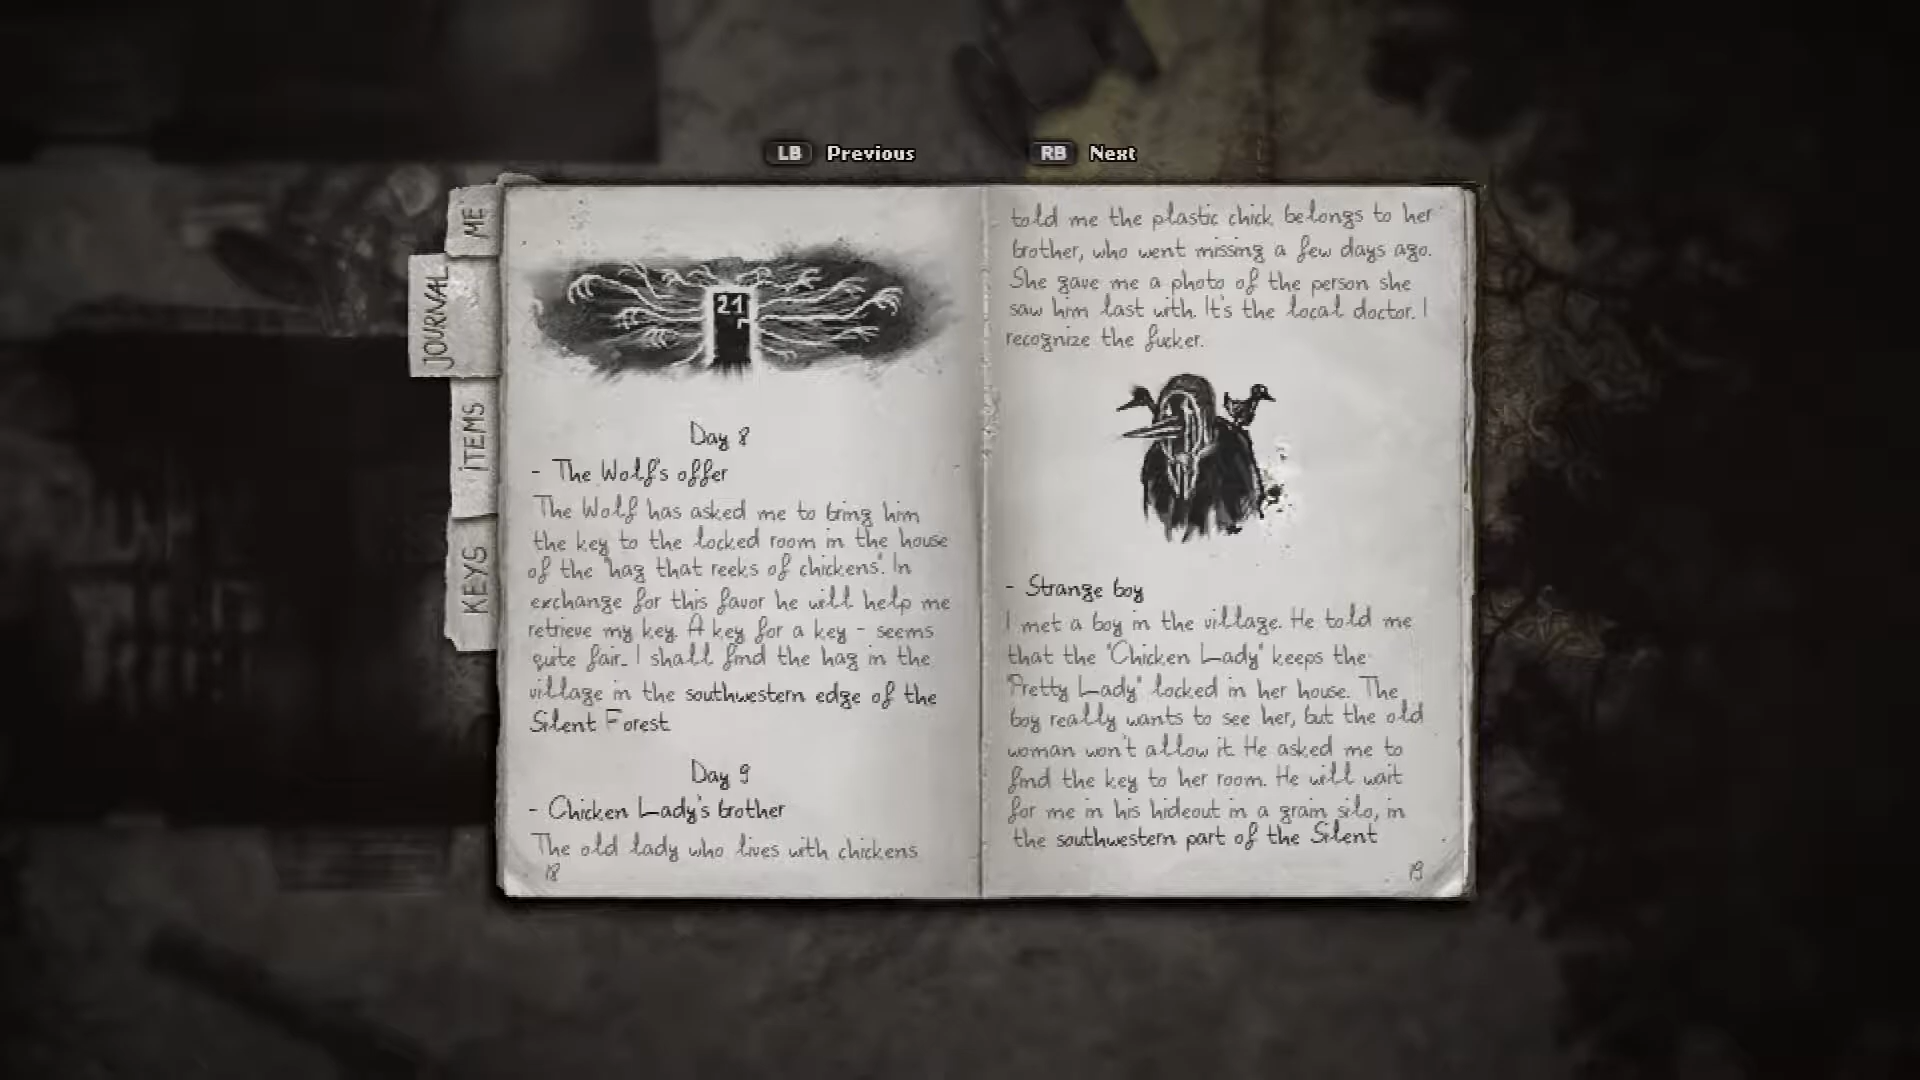 LB Previous
RB Next
ME
JOURNAL
ITEMS
KEYS
21
Day 8
- The Wolf's offer
The Wolf has asked me to bring him
the key to the locked room in the house
of the "hag that reeks of chickens". In
exchange for this favor he will help me
retrieve my key. A key for a key - seems
quite fair. I shall find the hag in the
village in the southwestern edge of the
Silent Forest
Day 9
- Chicken Lady's brother
The old lady who lives with chickens
18
told me the plastic chick belongs to her
brother, who went missing a few days ago.
She gave me a photo of the person she
saw him last with. It's the local doctor. I
recognize the fucker.
- Strange boy
I met a boy in the village. He told me
that the "Chicken Lady" keeps the
"Pretty Lady" locked in her house. The
boy really wants to see her, but the old
woman won't allow it. He asked me to
find the key to her room. He will wait
for me in his hideout in a grain silo, in
the southwestern part of the Silent
19